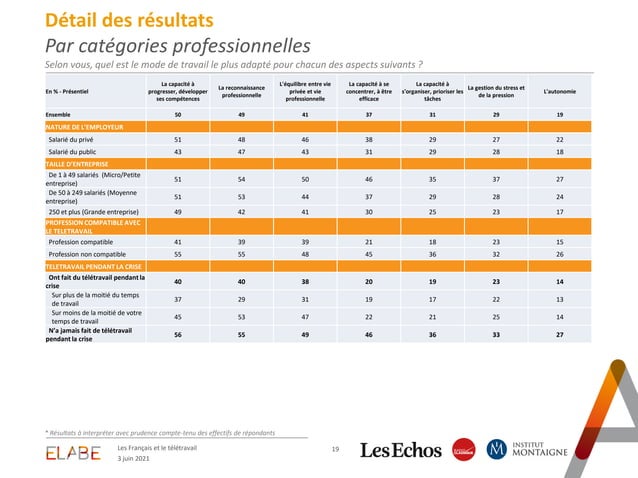 Détail des résultats
Par catégories professionnelles
Selon vous, quel est le mode de travail le plus adapté pour chacun des aspects suivants ?
En % - Présentiel
La capacité à progresser, développer ses compétences
La reconnaissance professionnelle
L'équilibre entre vie privée et vie professionnelle
La capacité à se concentrer, à être efficace
La capacité à s'organiser, prioriser les tâches
La gestion du stress et de la pression
L'autonomie
Ensemble 50 49 41 37 31 29 19
NATURE DE L'EMPLOYEUR
Salarié du privé 51 48 46 38 29 27 22
Salarié du public 43 47 43 31 29 28 18
TAILLE D'ENTREPRISE
De 1 à 49 salariés (Micro/Petite entreprise) 51 54 50 46 35 37 27
De 50 à 249 salariés (Moyenne entreprise) 51 53 44 37 29 28 24
250 et plus (Grande entreprise) 49 42 41 30 25 23 17
PROFESSION COMPATIBLE AVEC LE TELETRAVAIL
Profession compatible 41 39 39 21 18 23 15
Profession non compatible 55 55 48 45 36 32 26
TELETRAVAIL PENDANT LA CRISE
Ont fait du télétravail pendant la crise 40 40 38 20 19 23 14
Sur plus de la moitié du temps de travail 37 29 31 19 17 22 13
Sur moins de la moitié de votre temps de travail 45 53 47 22 21 25 14
N'a jamais fait de télétravail pendant la crise 56 55 49 46 36 33 27
* Résultats à interpréter avec prudence compte-tenu des effectifs de répondants
ELABE
Les Français et le télétravail
3 juin 2021
19
Les Echos
INSTITUT
MONTAIGNE